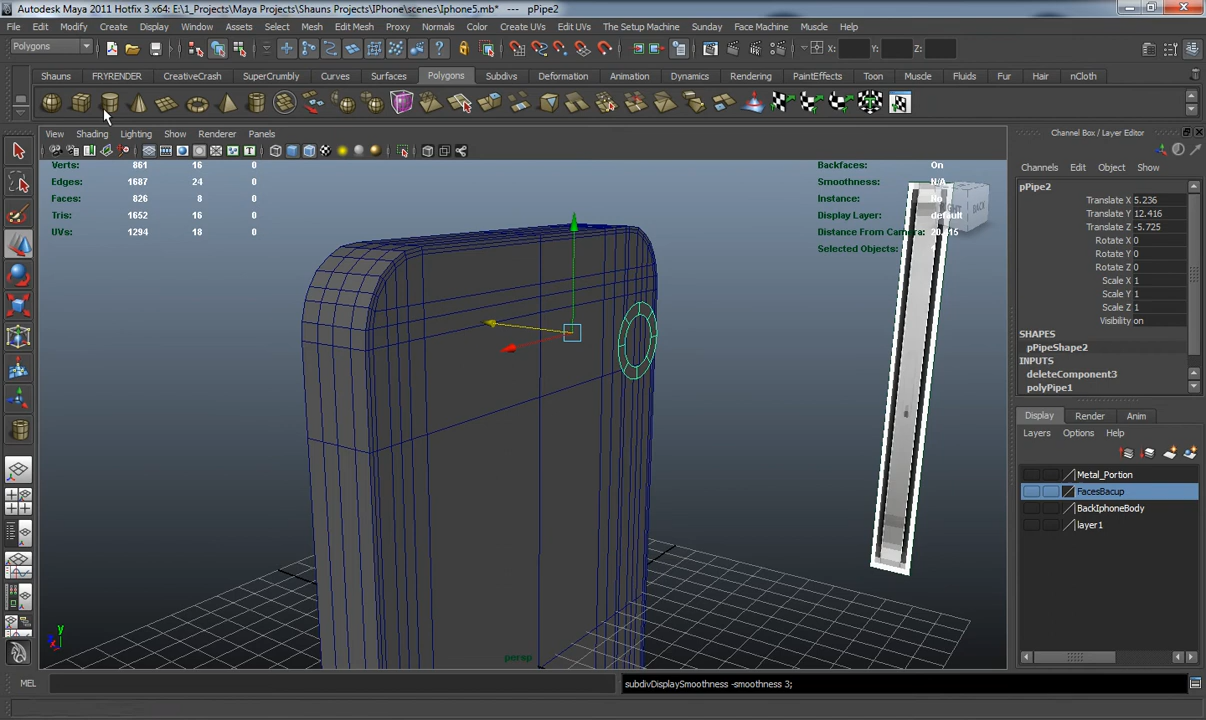 Autodesk Maya 2011 Hotfix 3 x64: E:\1_Projects\Maya Projects\Shauns Projects\IPhone\scenes\Iphone5.mb* --- pPipe2
File Edit Modify Create Display Window Assets Select Mesh Edit Mesh Proxy Normals Color Create UVs Edit UVs The Setup Machine Sunday Face Machine Muscle Help
Polygons X: Y: Z:
Shauns FRYRENDER CreativeCrash SuperCrumbly Curves Surfaces Polygons Subdivs Deformation Animation Dynamics Rendering PaintEffects Toon Muscle Fluids Fur Hair nCloth
View Shading Lighting Show Renderer Panels
Channel Box / Layer Editor
Channels Edit Object Show
Verts: 861 16 0
Edges: 1687 24 0
Faces: 826 8 0
Tris: 1652 16 0
UVs: 1294 18 0
Backfaces: On
Smoothness: N/A
Instance: No
Display Layer: default
Distance From Camera:
Selected Objects:
BACK
pPipe2
Translate X 5.236
Translate Y 12.416
Translate Z -5.725
Rotate X 0
Rotate Y 0
Rotate Z 0
Scale X 1
Scale Y 1
Scale Z 1
Visibility on
SHAPES
pPipeShape2
INPUTS
deleteComponent3
polyPipe1
Display Render Anim
Layers Options Help
Metal_Portion
FacesBacup
BackIphoneBody
layer1
y
persp
MEL
subdivDisplaySmoothness -smoothness 3;